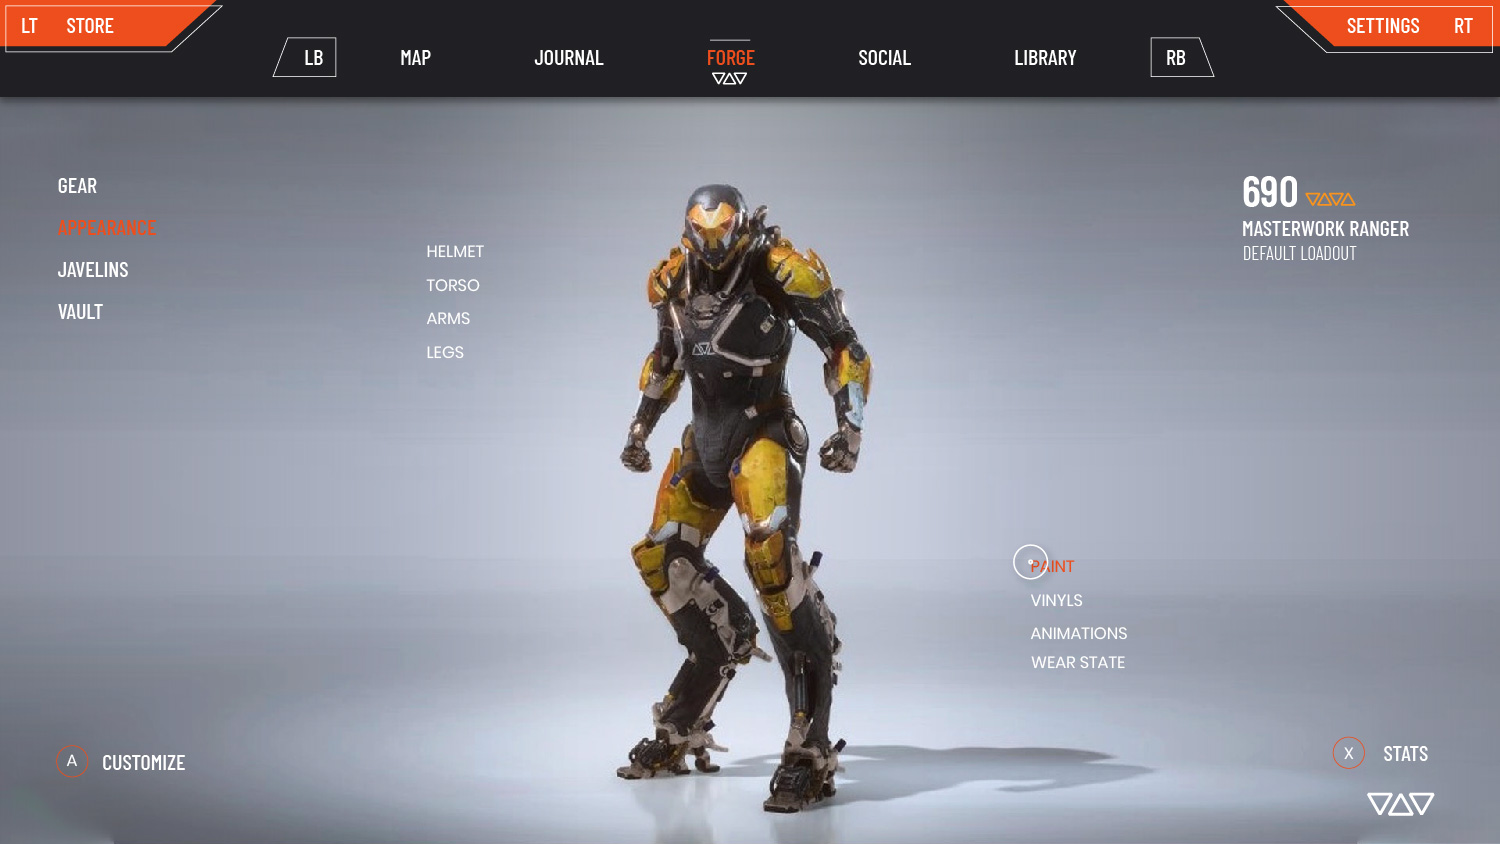 LT STORE
SETTINGS RT
LB MAP JOURNAL FORGE SOCIAL LIBRARY RB
GEAR
APPEARANCE
JAVELINS
VAULT
HELMET
TORSO
ARMS
LEGS
690
MASTERWORK RANGER
DEFAULT LOADOUT
PAINT
VINYLS
ANIMATIONS
WEAR STATE
A CUSTOMIZE
X STATS